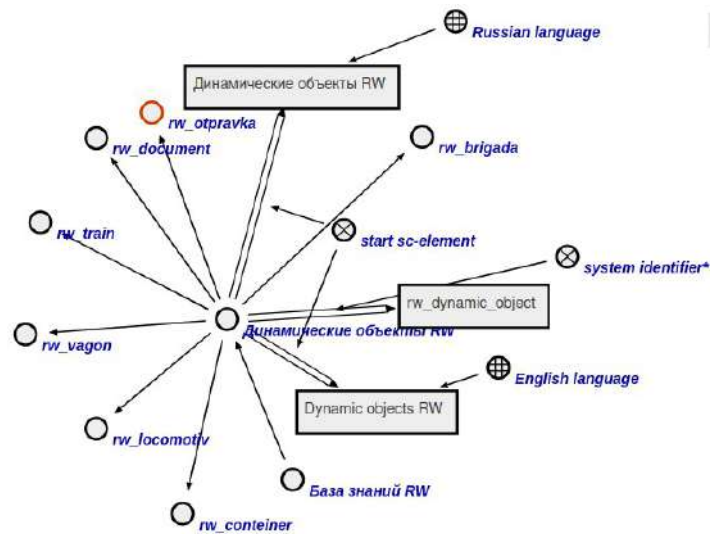 Russian language
Динамические объекты RW
rw_otpravka
rw_document
rw_brigada
rw_train
start sc-element
system identifier*
rw_dynamic_object
Динамические объекты RW
rw_vagon
English language
Dynamic objects RW
rw_locomotiv
База знаний RW
rw_conteiner